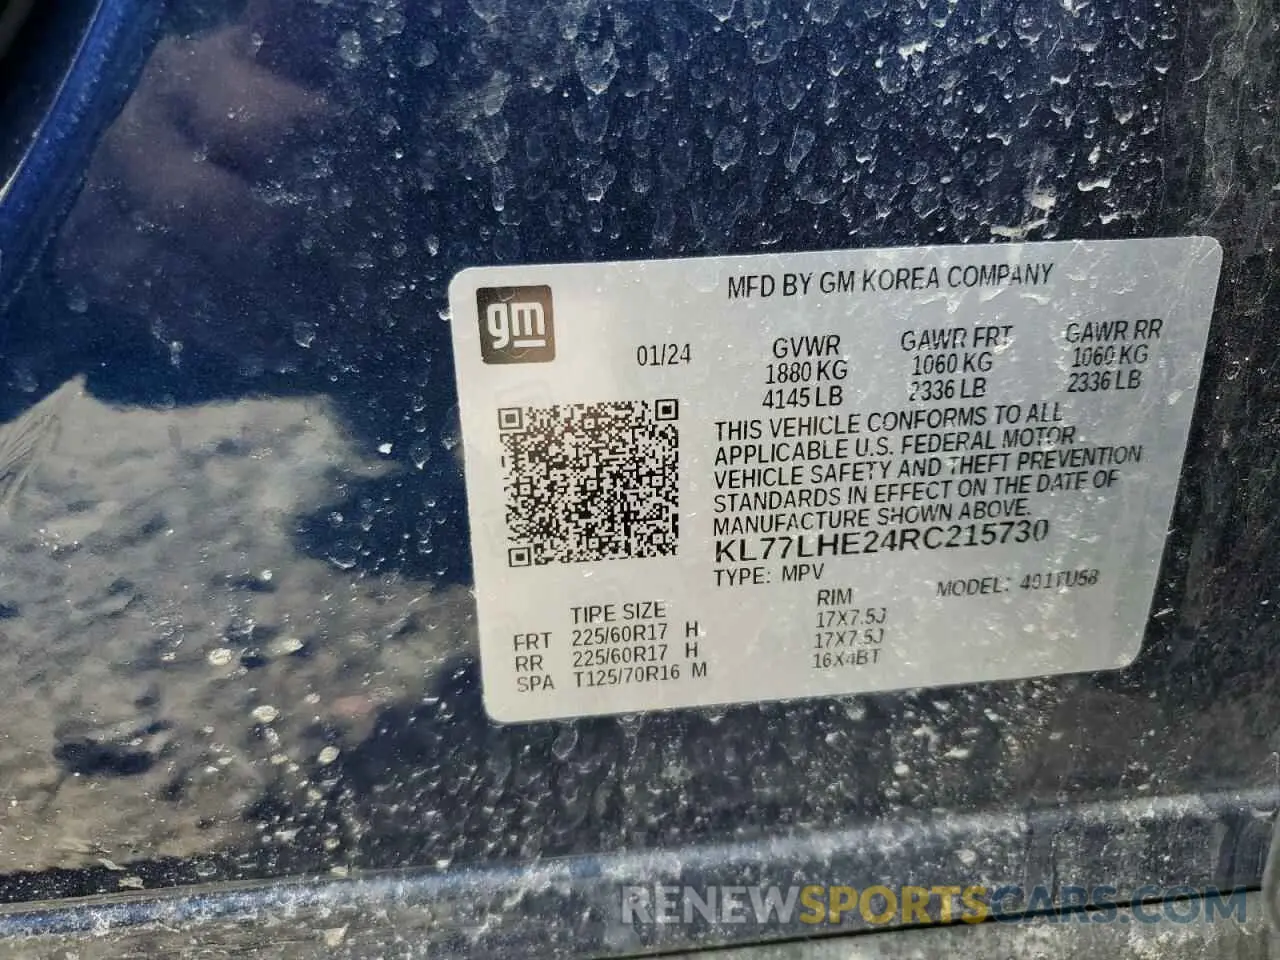 gm
MFD BY GM KOREA COMPANY
01/24
GVWR GAWR FRT GAWR RR
1880 KG 1060 KG 1060 KG
4145 LB 2336 LB 2336 LB
THIS VEHICLE CONFORMS TO ALL
APPLICABLE U.S. FEDERAL MOTOR
VEHICLE SAFETY AND THEFT PREVENTION
STANDARDS IN EFFECT ON THE DATE OF
MANUFACTURE SHOWN ABOVE.
KL77LHE24RC215730
TYPE: MPV MODEL:
TIRE SIZE RIM
FRT 225/60R17 H 17X7.5J
RR 225/60R17 H 17X7.5J
SPA T125/70R16 M 16X4BT
RENEWSPORTSCARS.COM